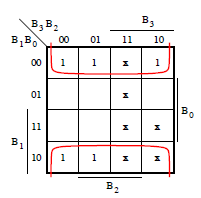 B3
B3B2
B1B0 00 01 11 10
00 1 1 x 1
01 x
B0
11 x x
B1
10 1 1 x x
B2